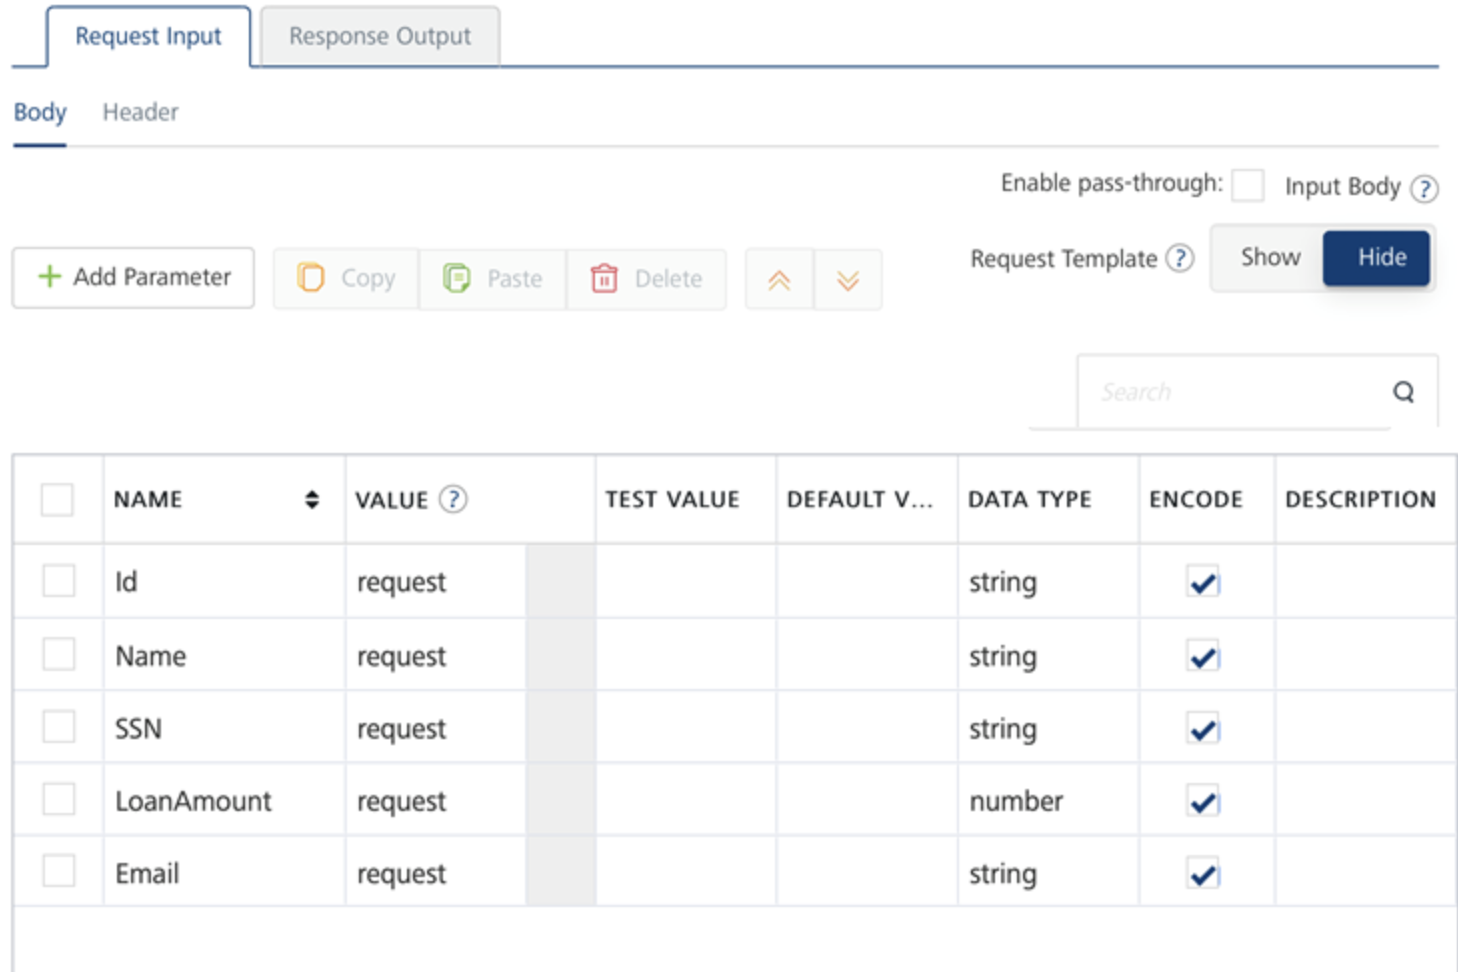 Request Input Response Output
Body Header
Enable pass-through: Input Body ?
+ Add Parameter Copy Paste Delete Request Template ? Show Hide
Search
NAME VALUE ? TEST VALUE DEFAULT V... DATA TYPE ENCODE DESCRIPTION
Id request string
Name request string
SSN request string
LoanAmount request number
Email request string